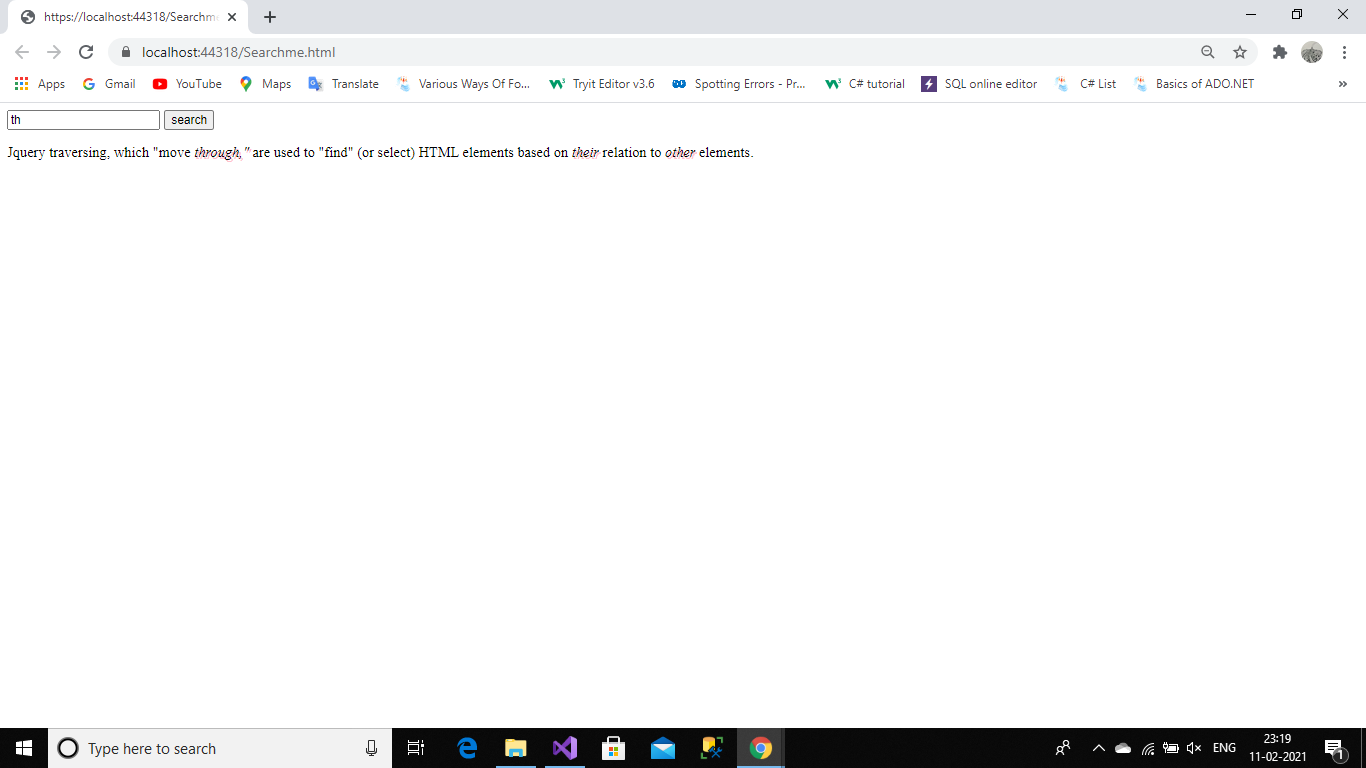 https://localhost:44318/Searchme
localhost:44318/Searchme.html
Apps Gmail YouTube Maps Translate Various Ways Of Fo... Tryit Editor v3.6 Spotting Errors - Pr... C# tutorial SQL online editor C# List Basics of ADO.NET »
th search
Jquery traversing, which "move through," are used to "find" (or select) HTML elements based on their relation to other elements.
Type here to search
ENG
23:19
11-02-2021
1